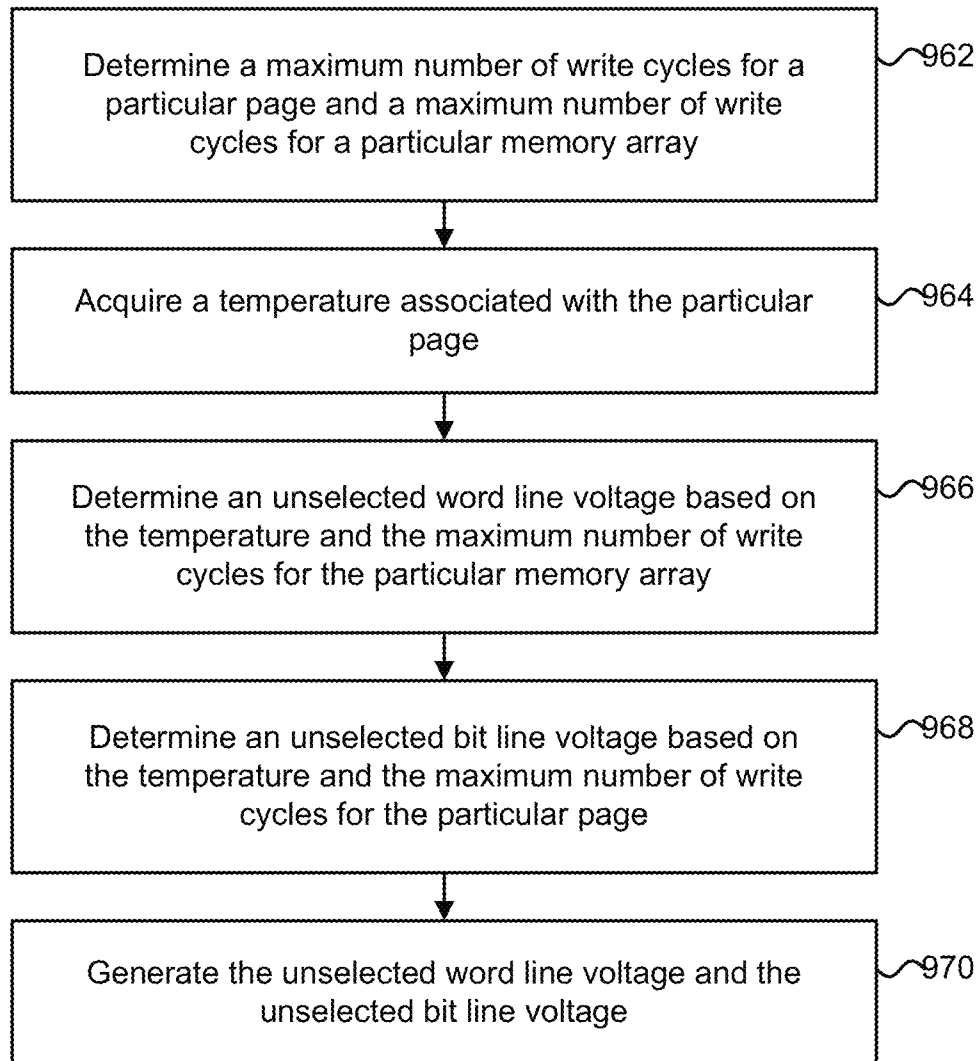 Determine a maximum number of write cycles for a
particular page and a maximum number of write
cycles for a particular memory array
962
Acquire a temperature associated with the particular
page
964
Determine an unselected word line voltage based on
the temperature and the maximum number of write
cycles for the particular memory array
966
Determine an unselected bit line voltage based on
the temperature and the maximum number of write
cycles for the particular page
968
Generate the unselected word line voltage and the
unselected bit line voltage
970